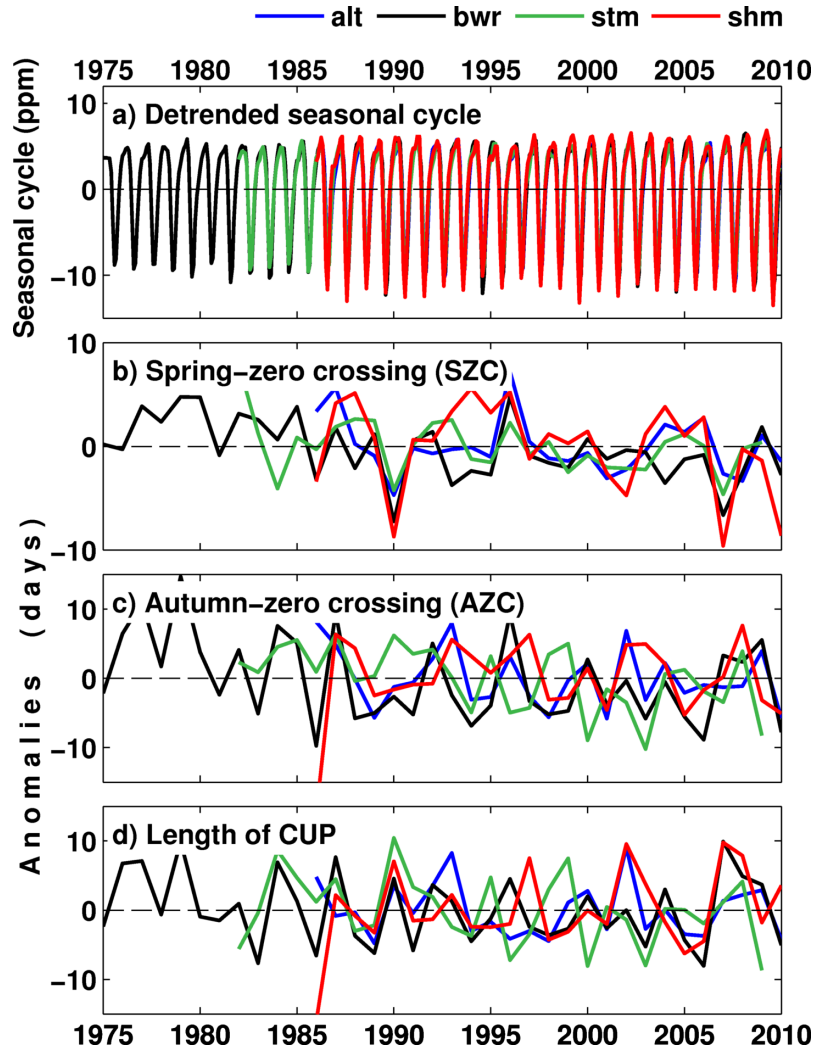 alt bwr stm shm
1975 1980 1985 1990 1995 2000 2005 2010
Seasonal cycle (ppm)
10
a) Detrended seasonal cycle
0
−10
10
b) Spring−zero crossing (SZC)
0
−10
Anomalies (days)
10
c) Autumn−zero crossing (AZC)
0
−10
10
d) Length of CUP
0
−10
1975 1980 1985 1990 1995 2000 2005 2010